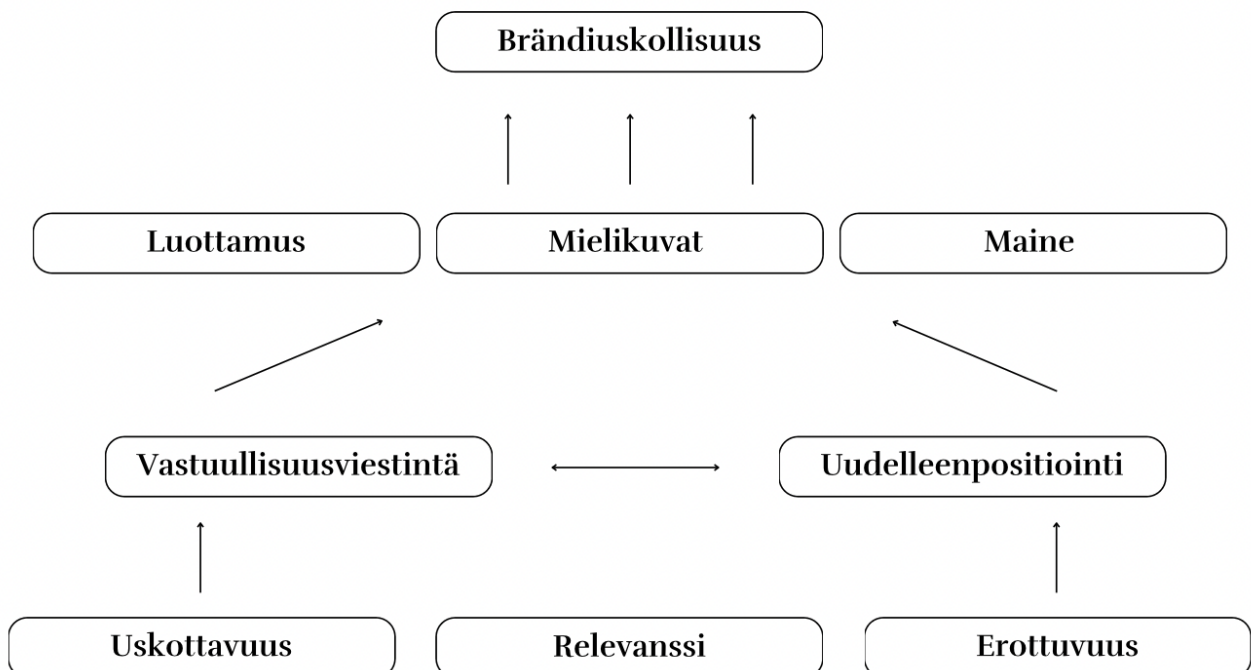 Brändiuskollisuus
Luottamus
Mielikuvat
Maine
Vastuullisuusviestintä
Uudelleenpositiointi
Uskottavuus
Relevanssi
Erottuvuus